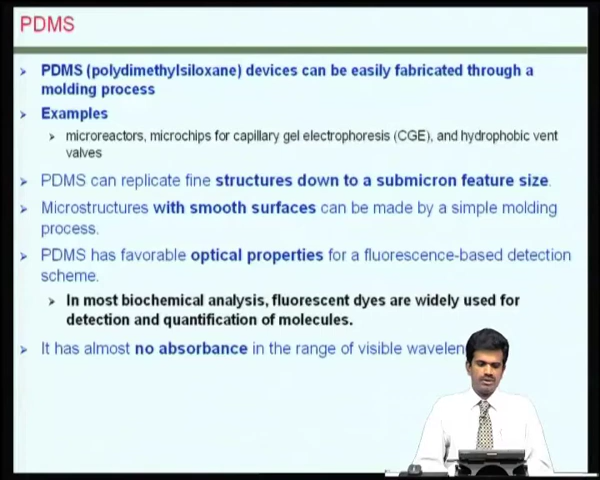 PDMS
PDMS (polydimethylsiloxane) devices can be easily fabricated through a
molding process
Examples
microreactors, microchips for capillary gel electrophoresis (CGE), and hydrophobic vent
valves
PDMS can replicate fine structures down to a submicron feature size.
Microstructures with smooth surfaces can be made by a simple molding
process.
PDMS has favorable optical properties for a fluorescence-based detection
scheme.
In most biochemical analysis, fluorescent dyes are widely used for
detection and quantification of molecules.
It has almost no absorbance in the range of visible